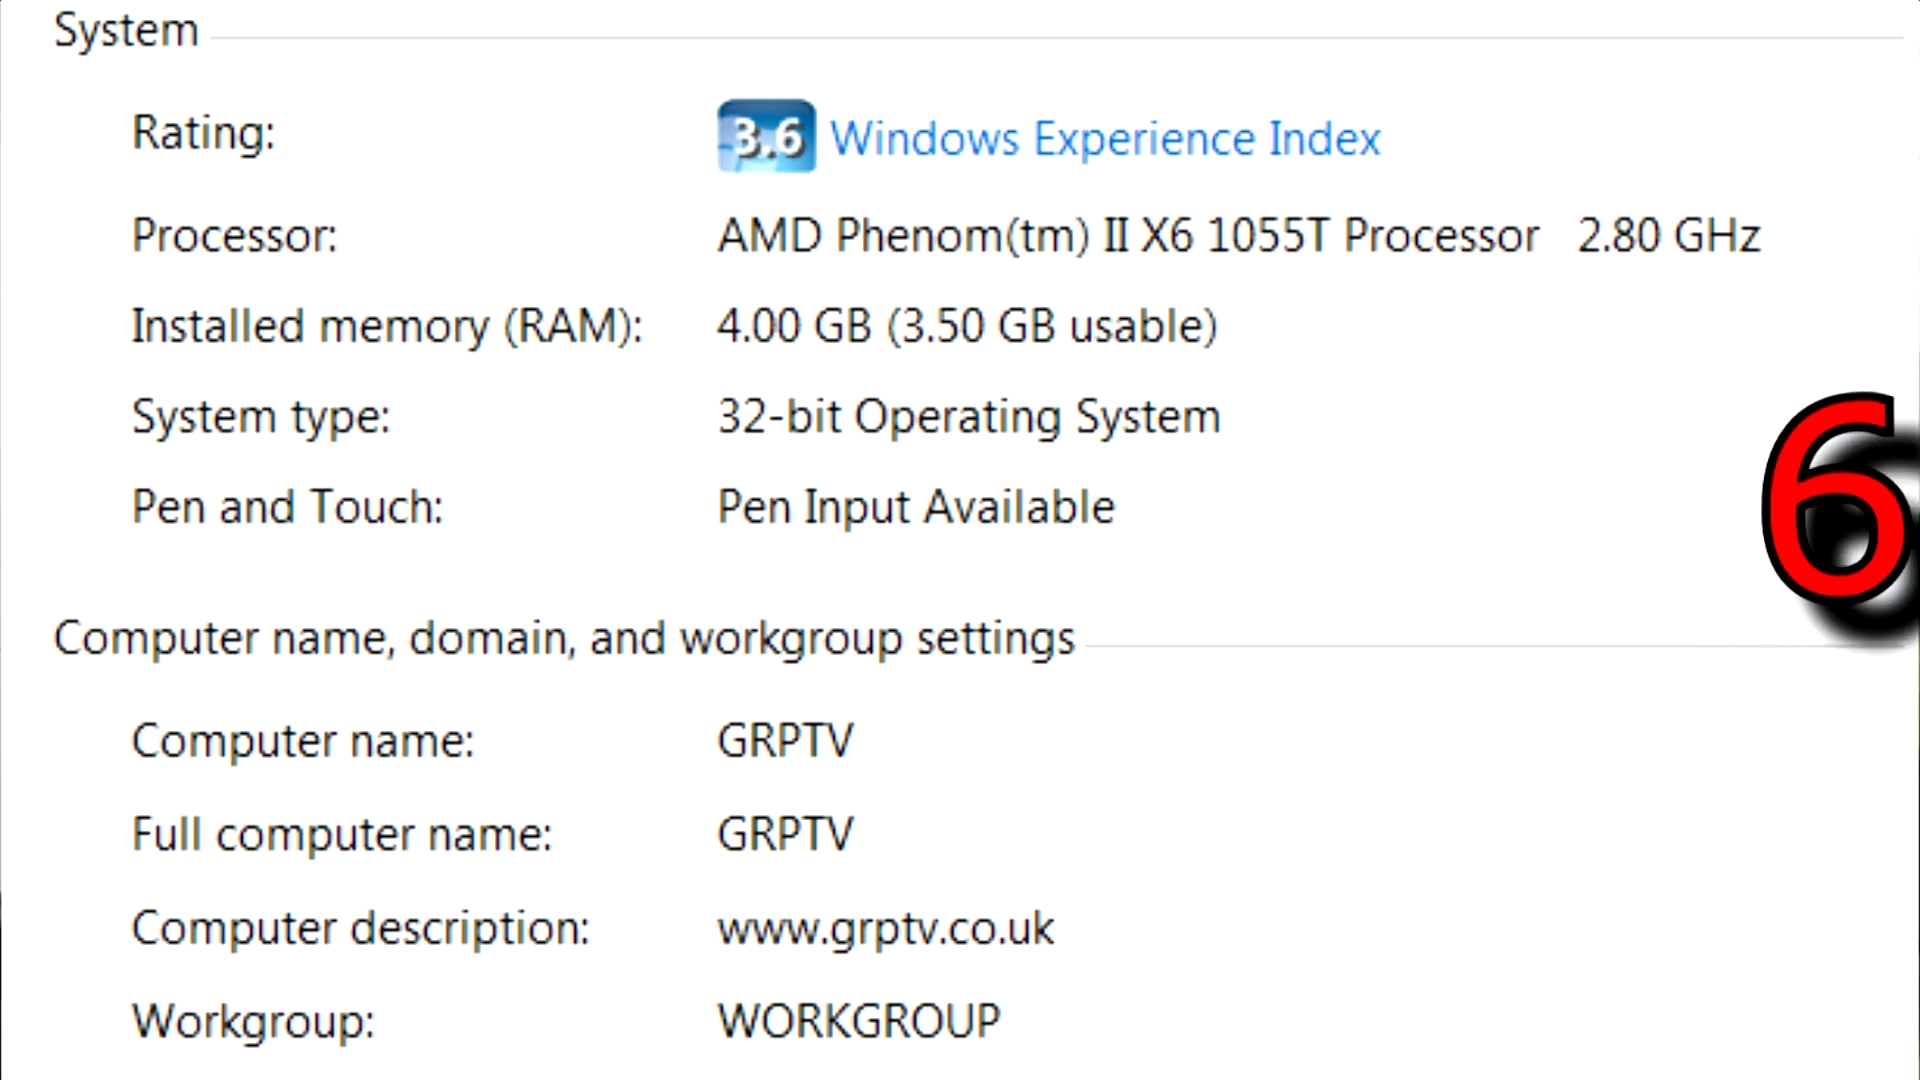 System
Rating: 3.6 Windows Experience Index
Processor: AMD Phenom(tm) II X6 1055T Processor 2.80 GHz
Installed memory (RAM): 4.00 GB (3.50 GB usable)
System type: 32-bit Operating System
6
Pen and Touch: Pen Input Available
Computer name, domain, and workgroup settings
Computer name: GRPTV
Full computer name: GRPTV
Computer description: www.grptv.co.uk
Workgroup: WORKGROUP